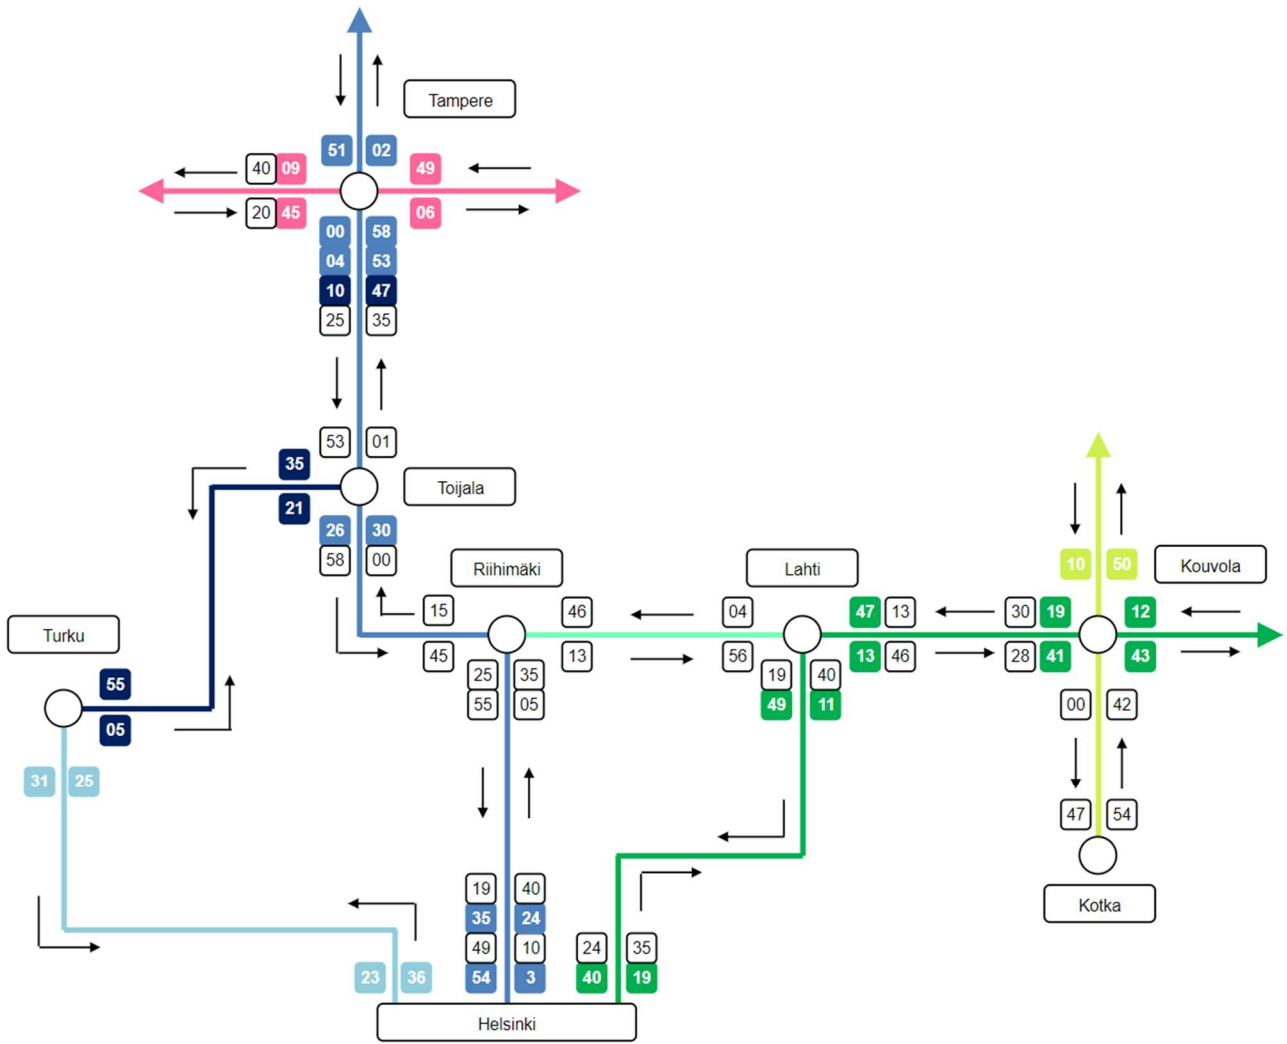 Tampere
51 02
40 09 49
20 45 06
00 58
04 53
10 47
25 35
53 01
35
21
Toijala
26 30
58 00
Riihimäki
Lahti
10 50
Kouvola
15 46 04 47 13 30 19 12
45 13 56 13 46 28 41 43
Turku
25 35
55 05
19 40
49 11
55
05
00 42
31 25
47 54
19 40
35 24
49 10
54 3
Kotka
24 35
40 19
23 36
Helsinki